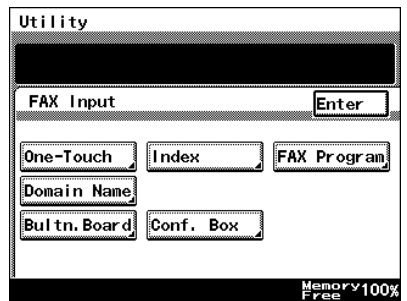 Utility
FAX Input Enter
One-Touch Index FAX Program
Domain Name
Bultn.Board Conf. Box
Memory Free 100%